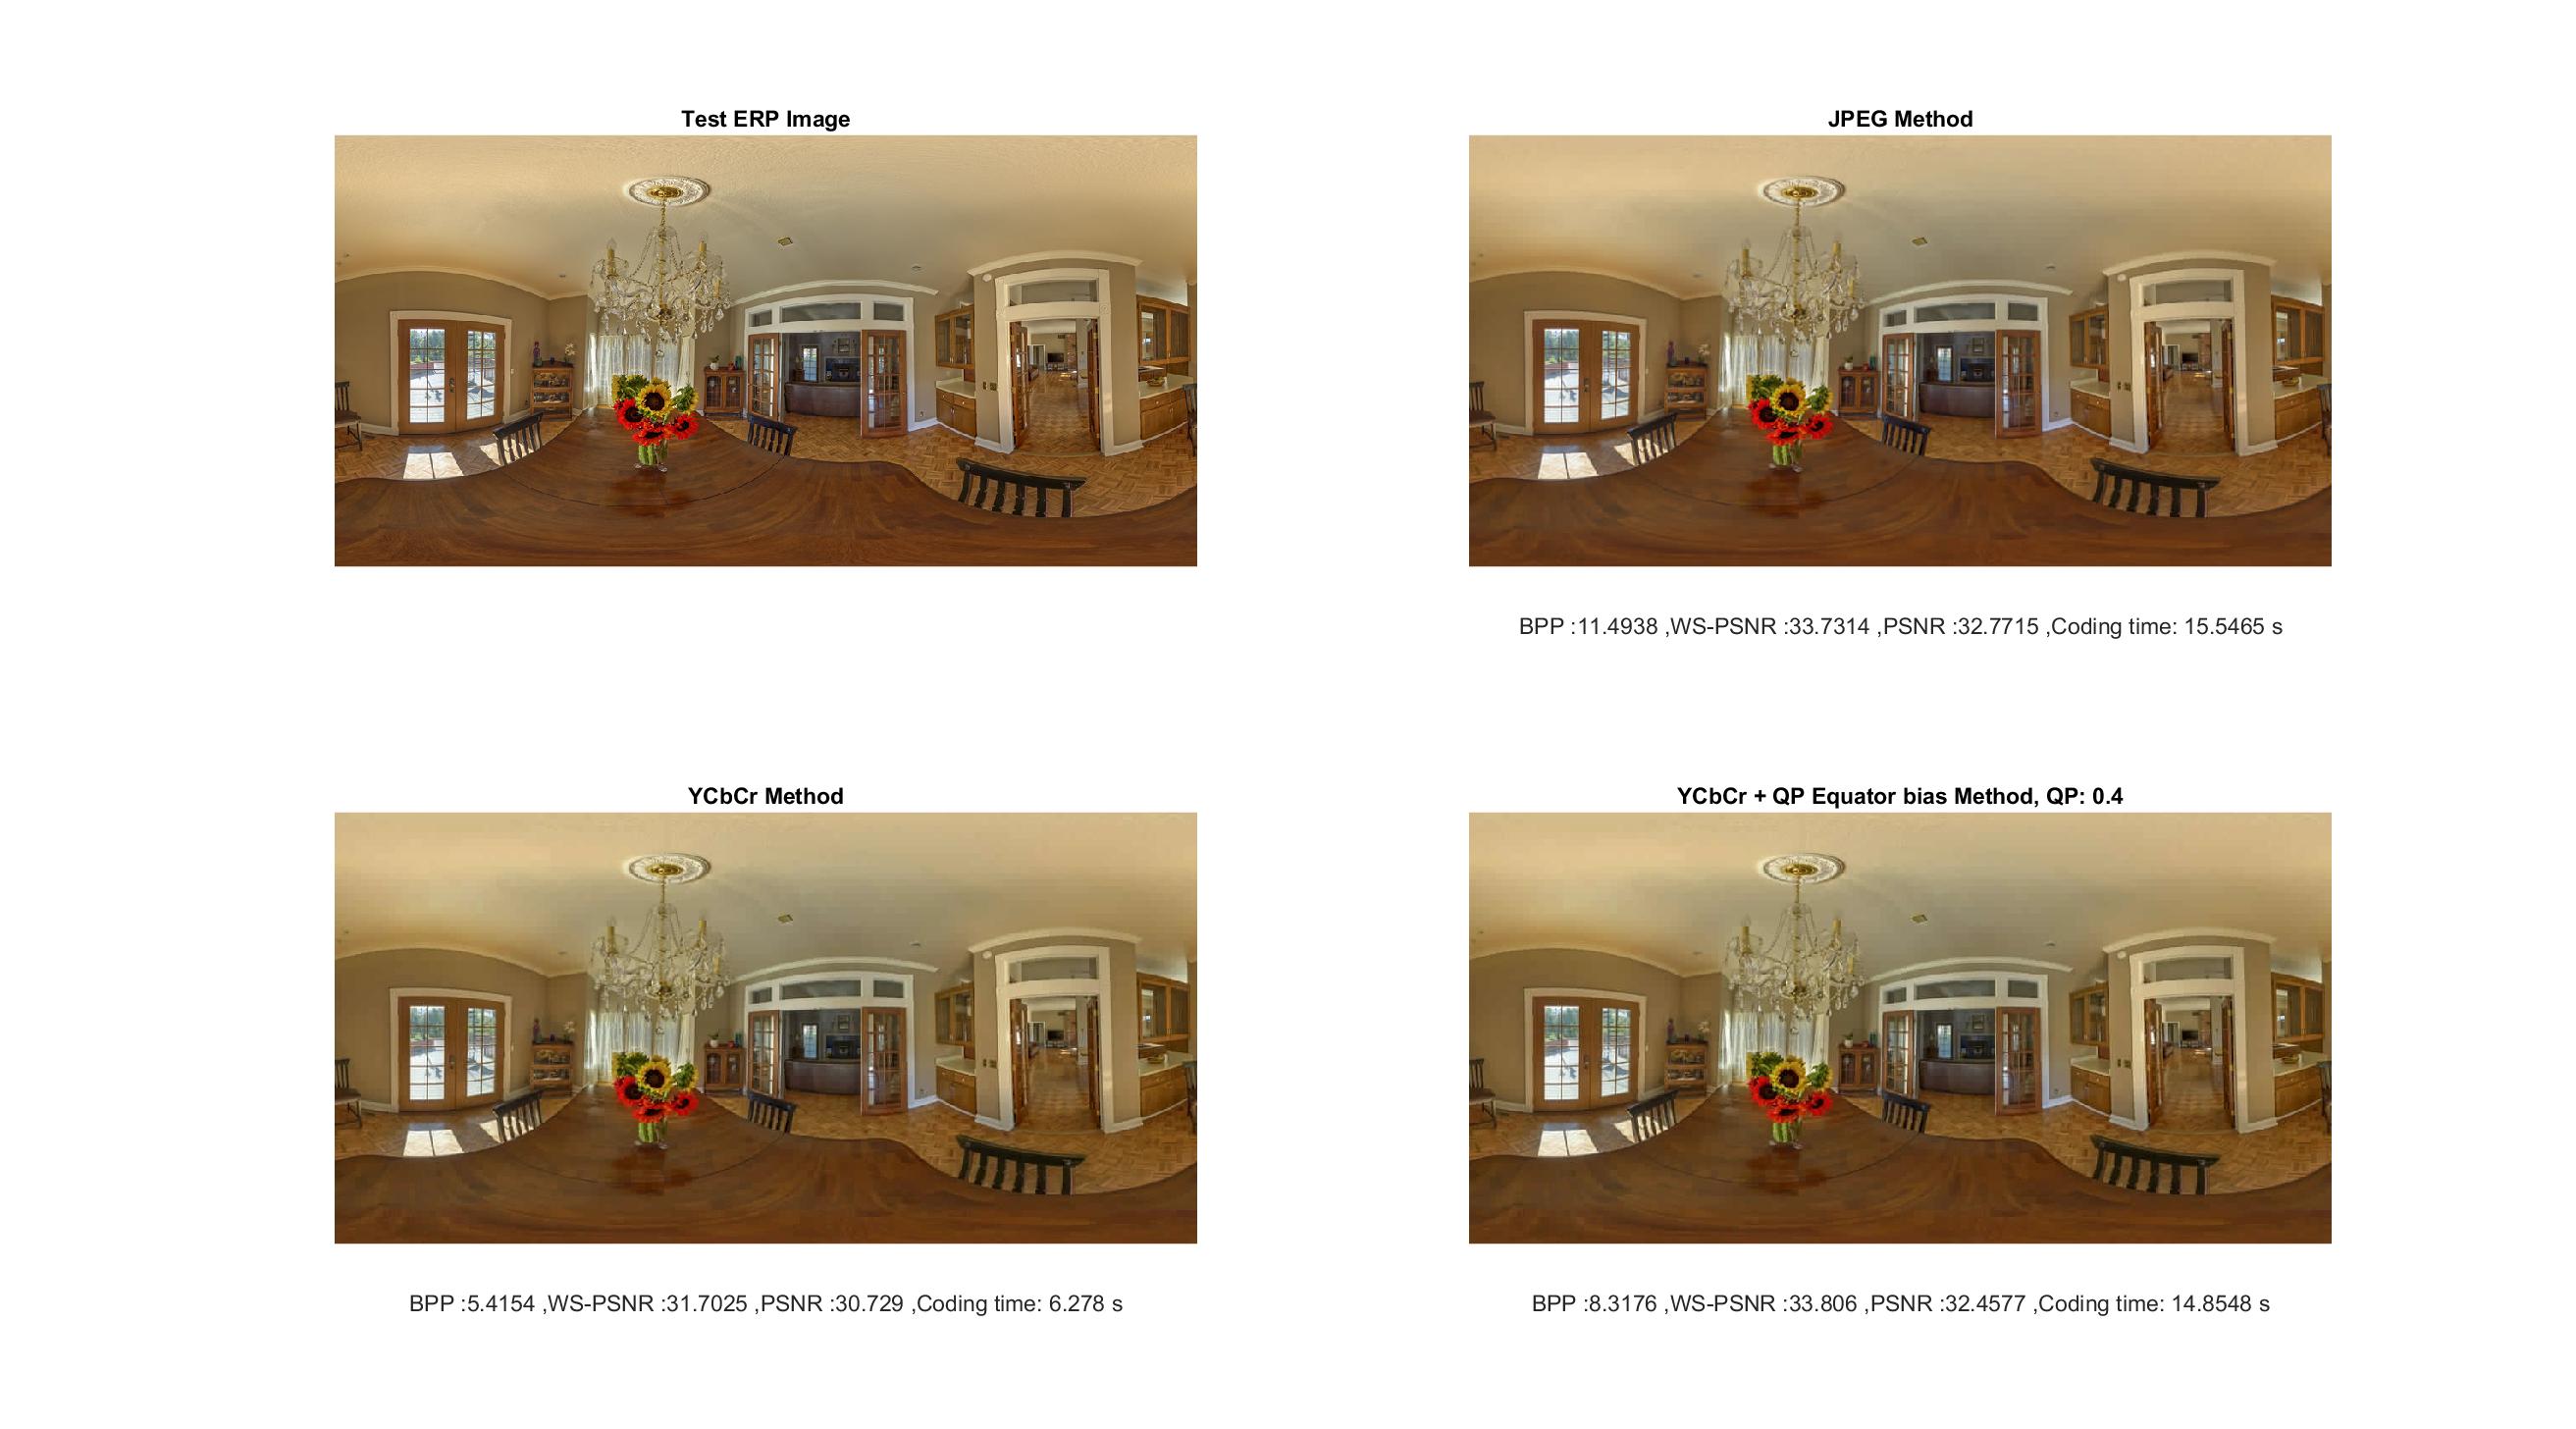 Test ERP Image
JPEG Method
BPP :11.4938 ,WS-PSNR :33.7314 ,PSNR :32.7715 ,Coding time: 15.5465 s
YCbCr Method
YCbCr + QP Equator bias Method, QP: 0.4
BPP :5.4154 ,WS-PSNR :31.7025 ,PSNR :30.729 ,Coding time: 6.278 s
BPP :8.3176 ,WS-PSNR :33.806 ,PSNR :32.4577 ,Coding time: 14.8548 s